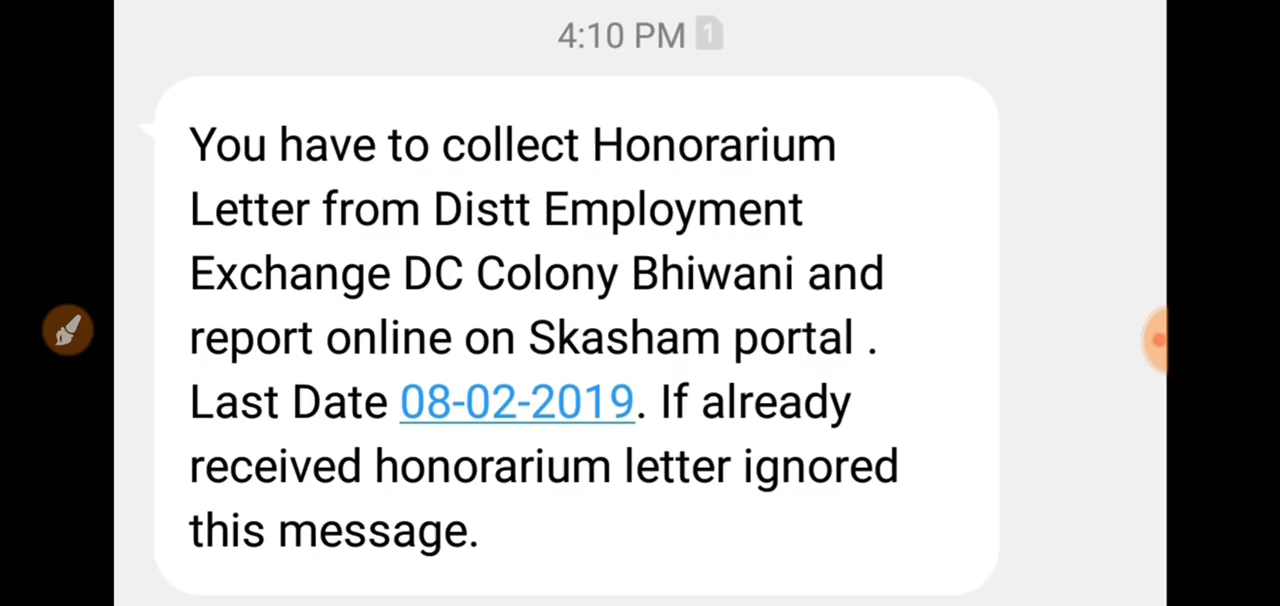 4:10 PM 1
You have to collect Honorarium
Letter from Distt Employment
Exchange DC Colony Bhiwani and
report online on Skasham portal .
Last Date 08-02-2019. If already
received honorarium letter ignored
this message.